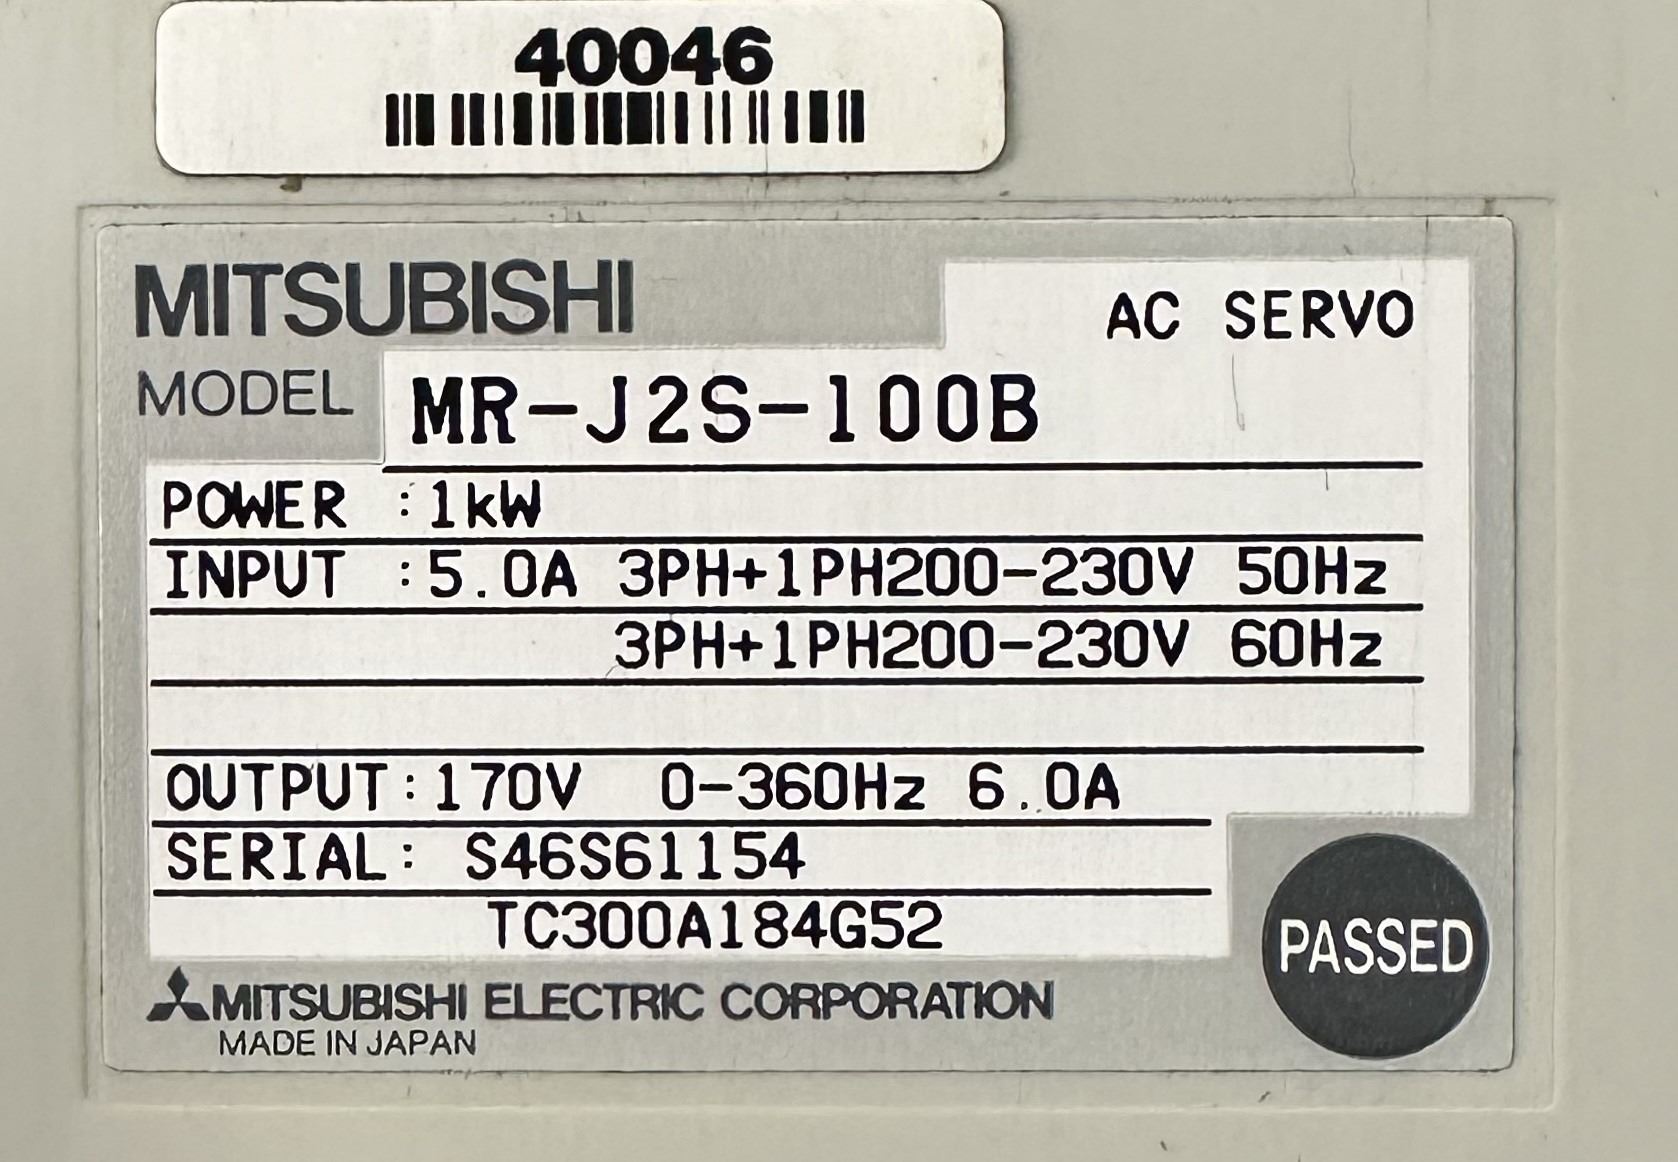 40046
MITSUBISHI
AC SERVO
MODEL MR-J2S-100B
POWER :1kW
INPUT :5.0A 3PH+1PH200-230V 50Hz
3PH+1PH200-230V 60Hz
OUTPUT:170V 0-360Hz 6.0A
SERIAL: S46S61154
TC300A184G52
PASSED
MITSUBISHI ELECTRIC CORPORATION
MADE IN JAPAN